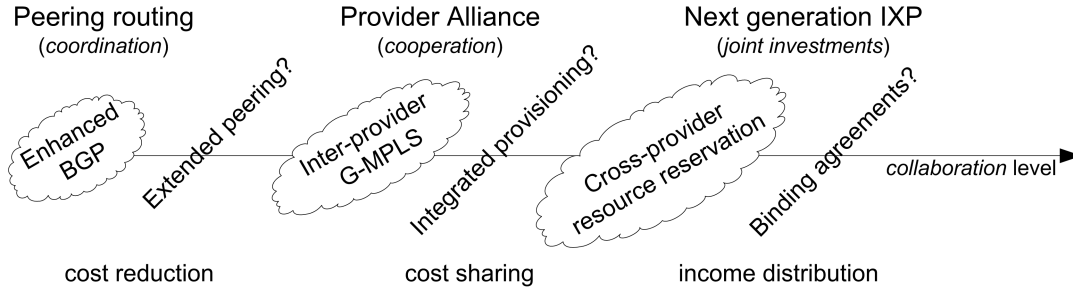 Peering routing
(coordination)
Provider Alliance
(cooperation)
Next generation IXP
(joint investments)
Enhanced
BGP
Extended peering?
Inter-provider
G-MPLS
Integrated provisioning?
Cross-provider
resource reservation
Binding agreements?
collaboration level
cost reduction
cost sharing
income distribution